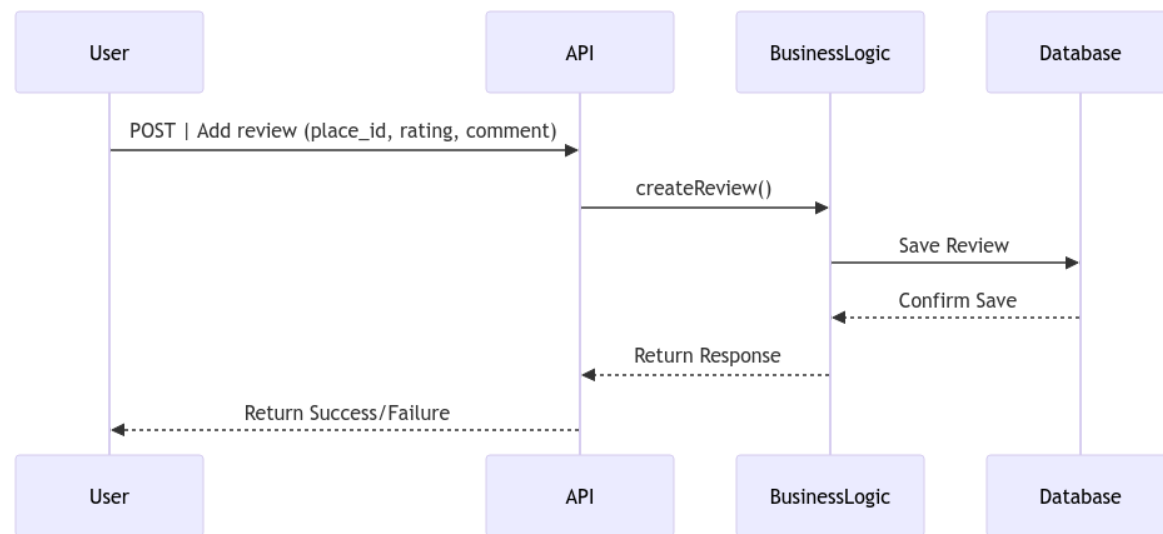 User
API
BusinessLogic
Database
POST | Add review (place_id, rating, comment)
createReview()
Save Review
Confirm Save
Return Response
Return Success/Failure
User
API
BusinessLogic
Database